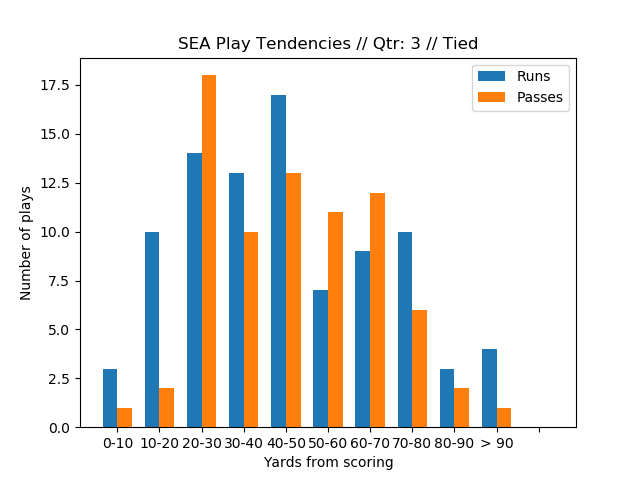 SEA Play Tendencies // Qtr: 3 // Tied
Runs
Passes
Number of plays
17.5
15.0
12.5
10.0
7.5
5.0
2.5
0.0
0-10 10-20 20-30 30-40 40-50 50-60 60-70 70-80 80-90 > 90
Yards from scoring